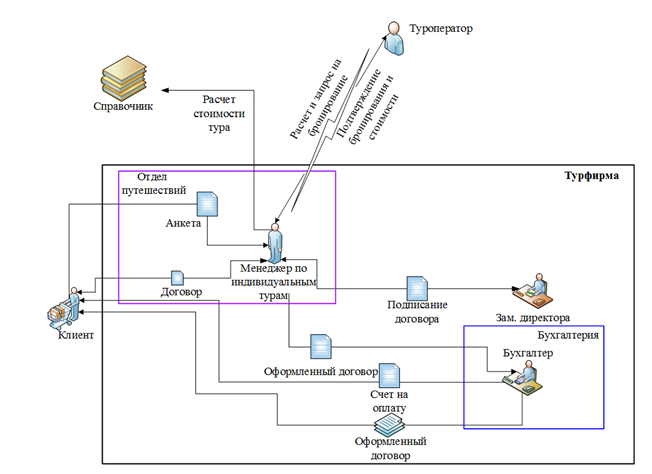 Туроператор
Справочник
Расчет
стоимости
тура
Расчет и запрос на
бронирование
Подтверждение
бронирования и
стоимости
Турфирма
Отдел
путешествий
Анкета
Менеджер по
индивидуальным
турам
Договор
Клиент
Подписание
договора
Зам. директора
Бухгалтерия
Бухгалтер
Оформленный договор
Счет на
оплату
Оформленный
договор